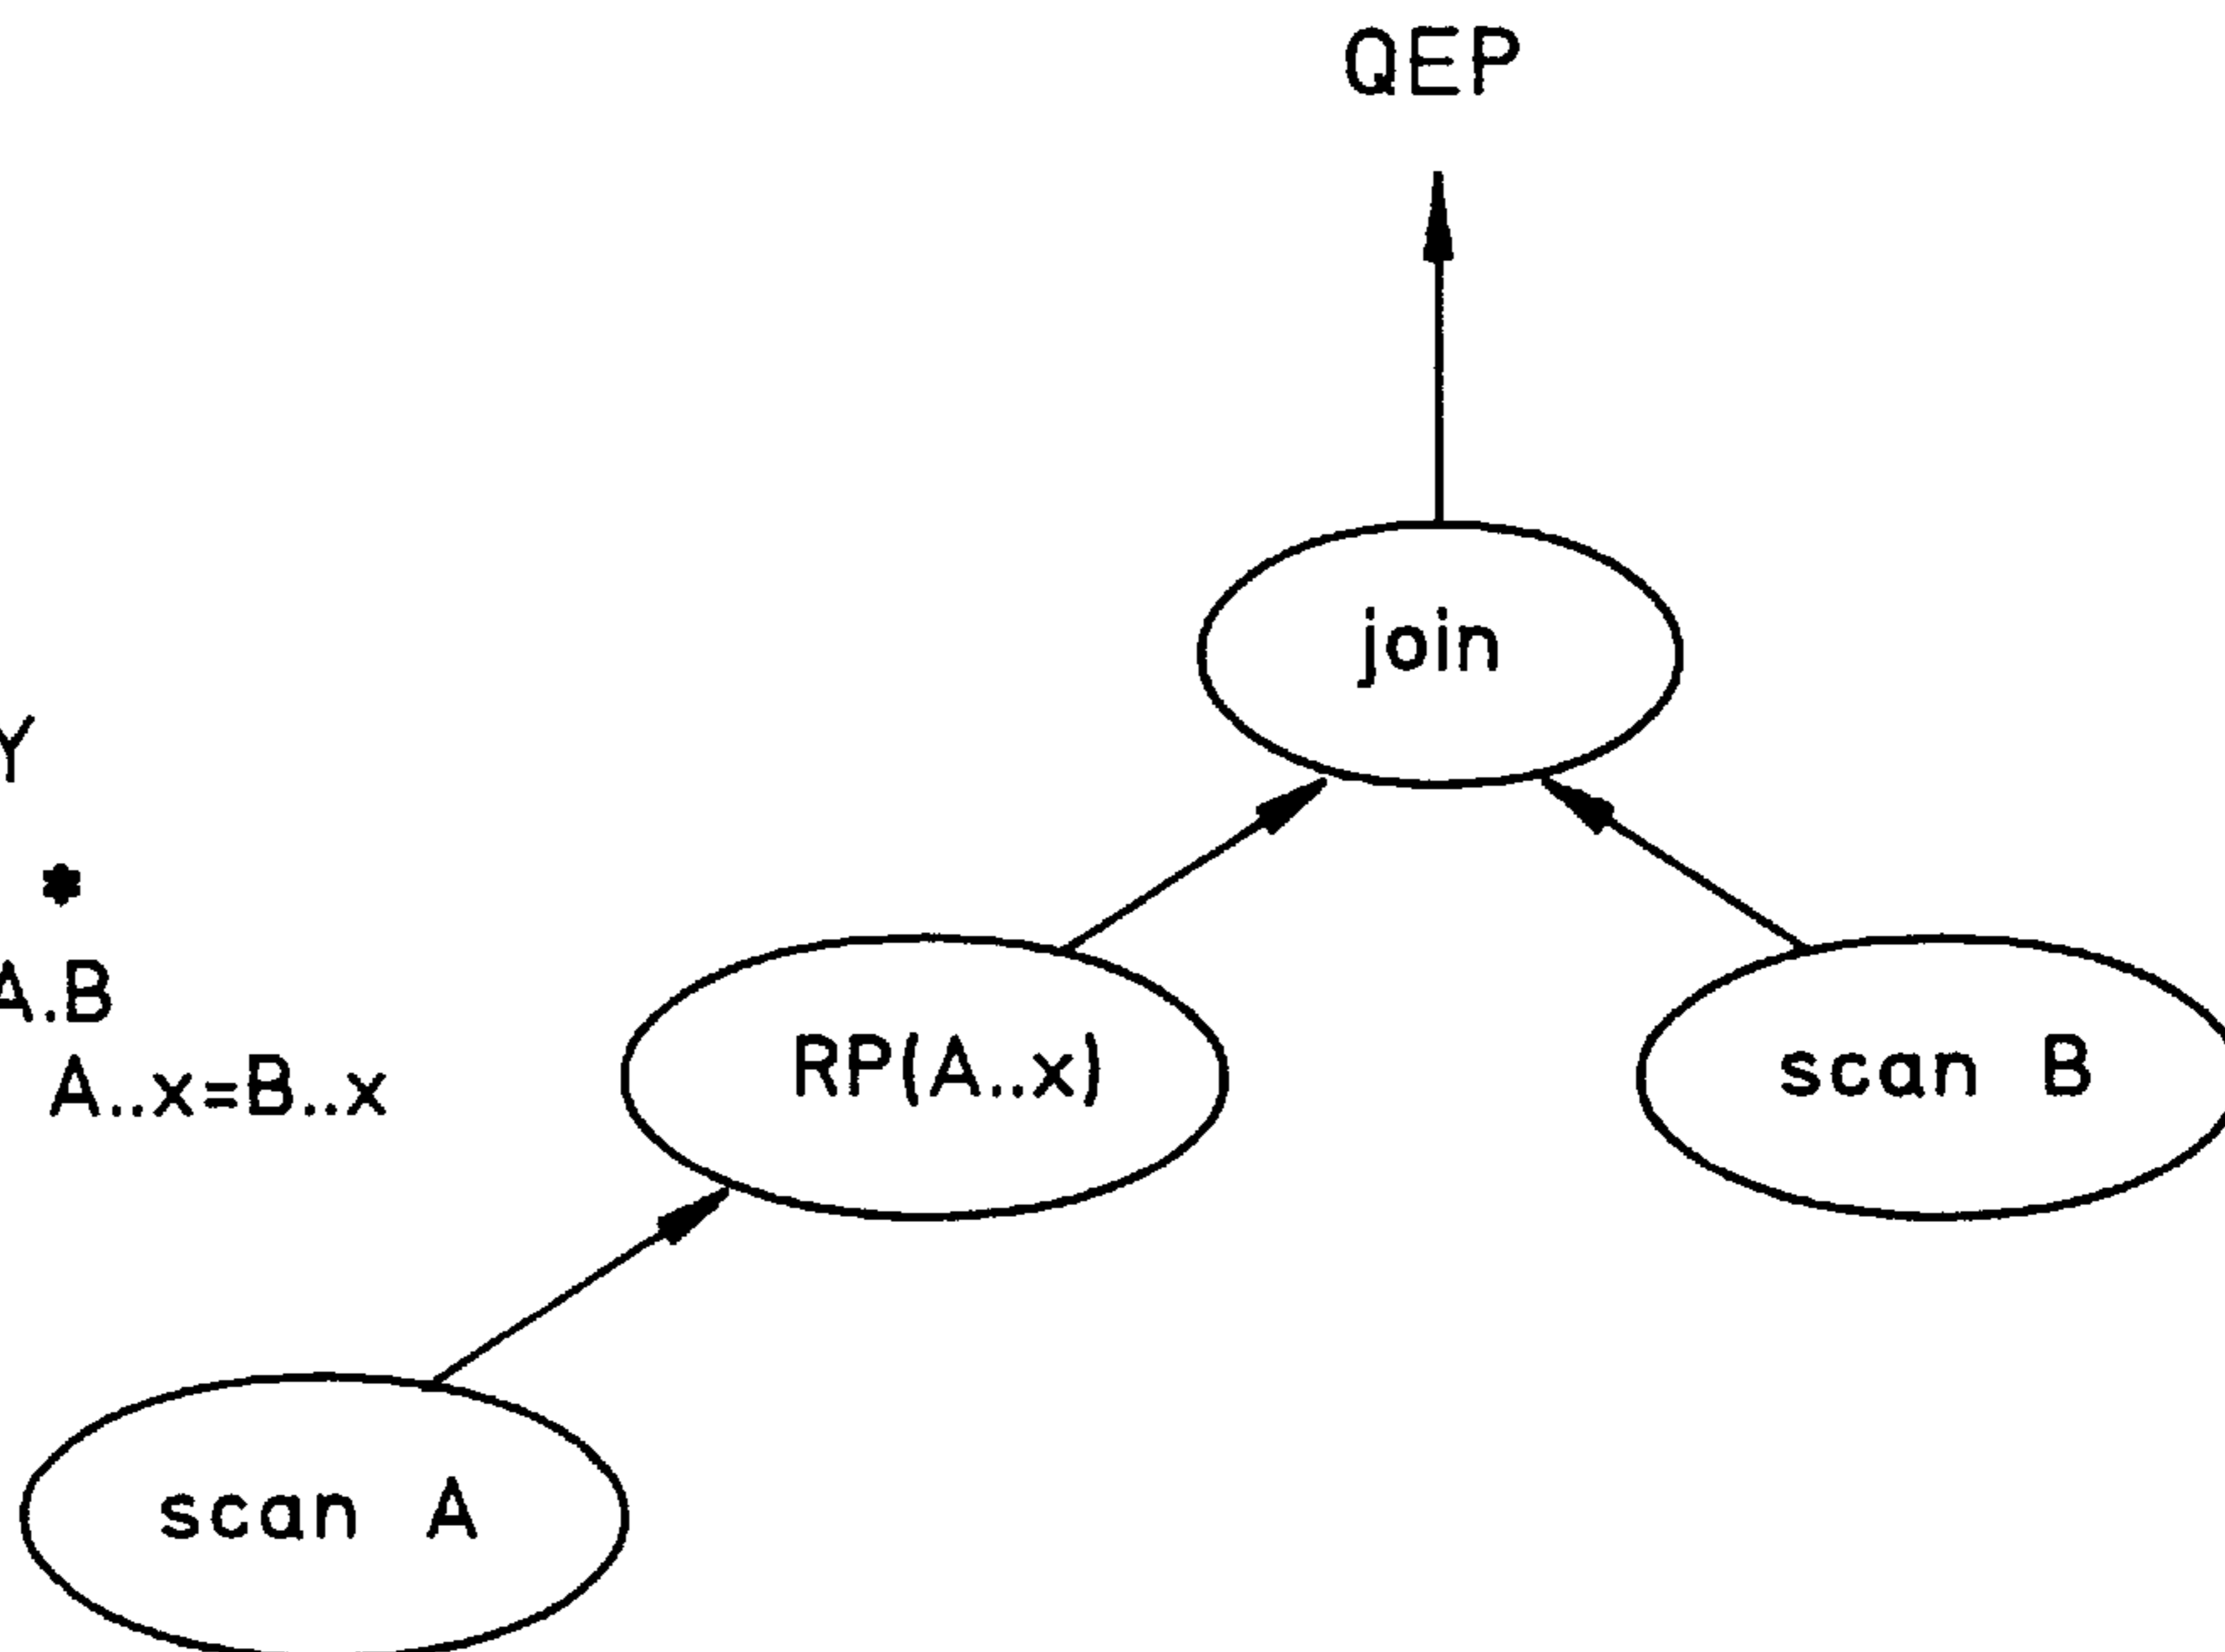 QEP
join
Y
*
A.B
A..x=B..x
RP(A..x)
scan B
scan A